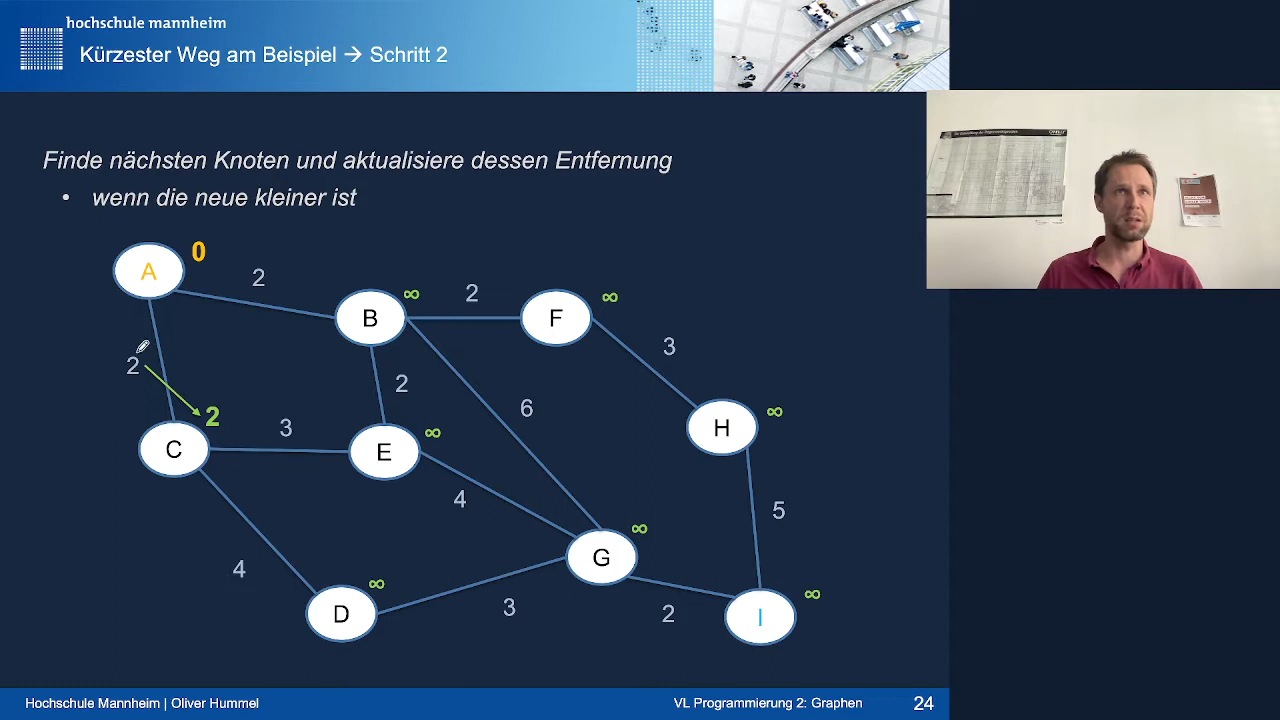 hochschule mannheim
Kürzester Weg am Beispiel → Schritt 2
Finde nächsten Knoten und aktualisiere dessen Entfernung
• wenn die neue kleiner ist
A 0
2
B ∞
2
F ∞
2
3
2
C 2
3
E ∞
6
H ∞
4
4
5
D ∞
3
G ∞
2
I ∞
Hochschule Mannheim | Oliver Hummel
VL Programmierung 2: Graphen
24